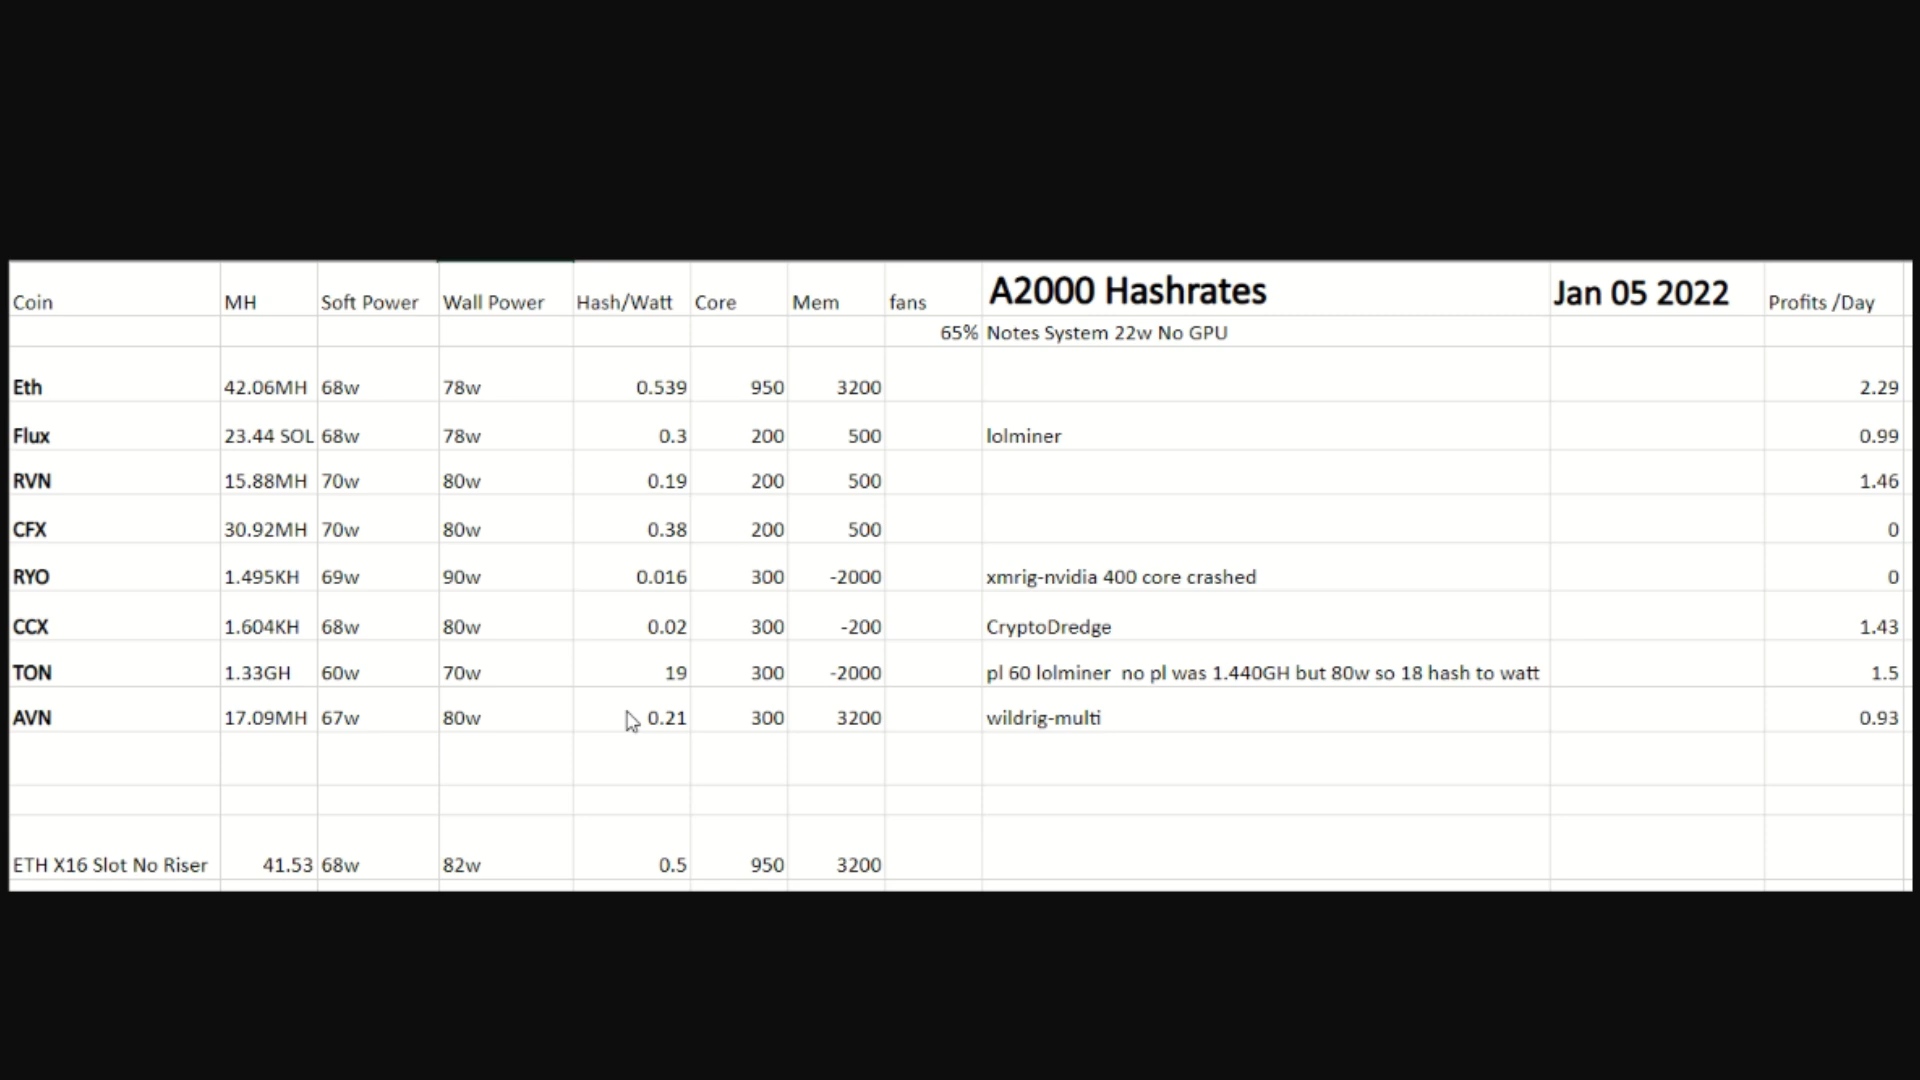 Coin MH Soft Power Wall Power Hash/Watt Core Mem fans A2000 Hashrates Jan 05 2022 Profits /Day
65% Notes System 22w No GPU
Eth 42.06MH 68w 78w 0.539 950 3200 2.29
Flux 23.44 SOL 68w 78w 0.3 200 500 lolminer 0.99
RVN 15.88MH 70w 80w 0.19 200 500 1.46
CFX 30.92MH 70w 80w 0.38 200 500 0
RYO 1.495KH 69w 90w 0.016 300 -2000 xmrig-nvidia 400 core crashed 0
CCX 1.604KH 68w 80w 0.02 300 -200 CryptoDredge 1.43
TON 1.33GH 60w 70w 19 300 -2000 pl 60 lolminer no pl was 1.440GH but 80w so 18 hash to watt 1.5
AVN 17.09MH 67w 80w 0.21 300 3200 wildrig-multi 0.93
ETH X16 Slot No Riser 41.53 68w 82w 0.5 950 3200